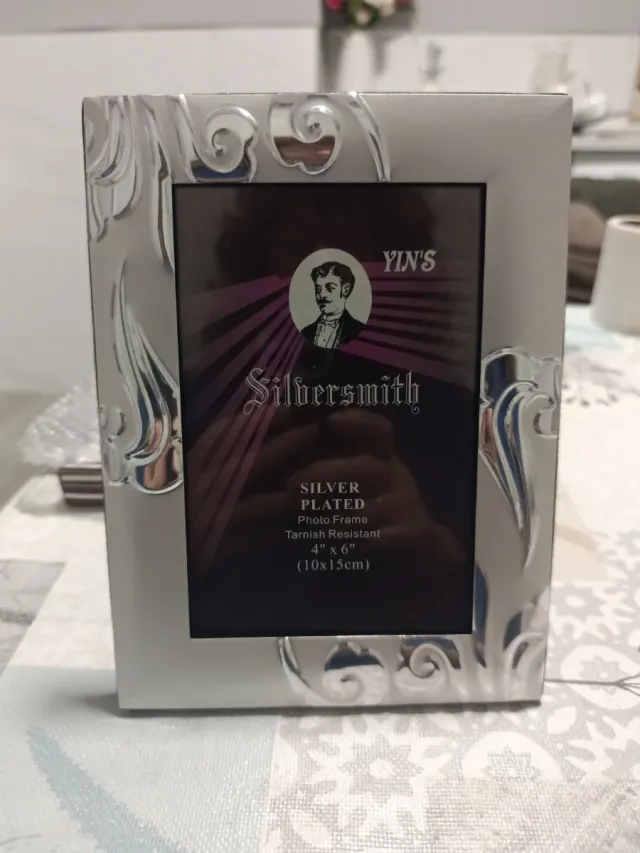 YIN'S
Silversmith
SILVER
PLATED
Photo Frame
Tarnish Resistant
4" x 6"
(10x15cm)